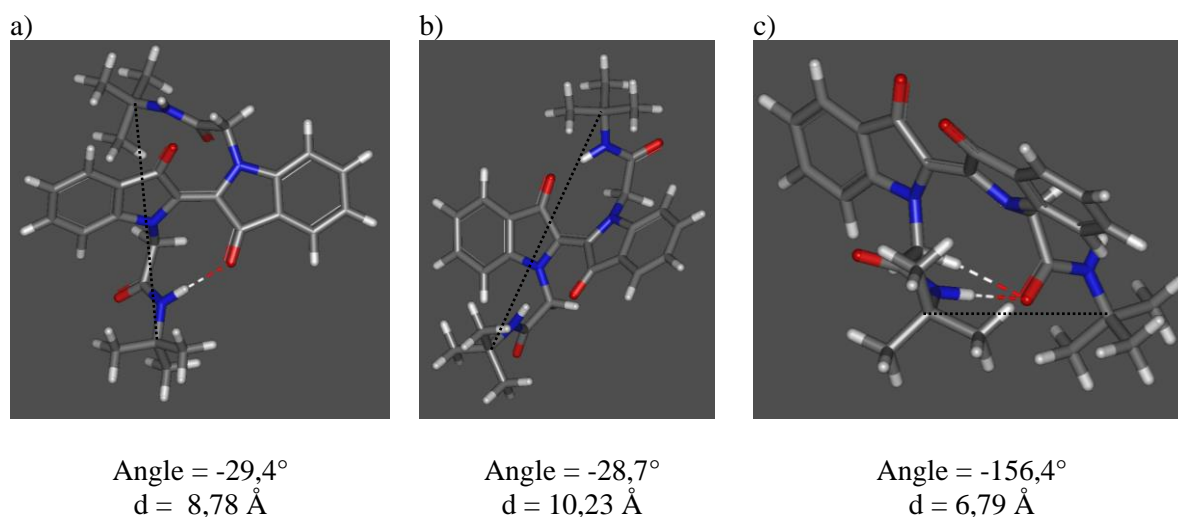 a)
b)
c)
Angle = -29,4°
d = 8,78 Å
Angle = -28,7°
d = 10,23 Å
Angle = -156,4°
d = 6,79 Å